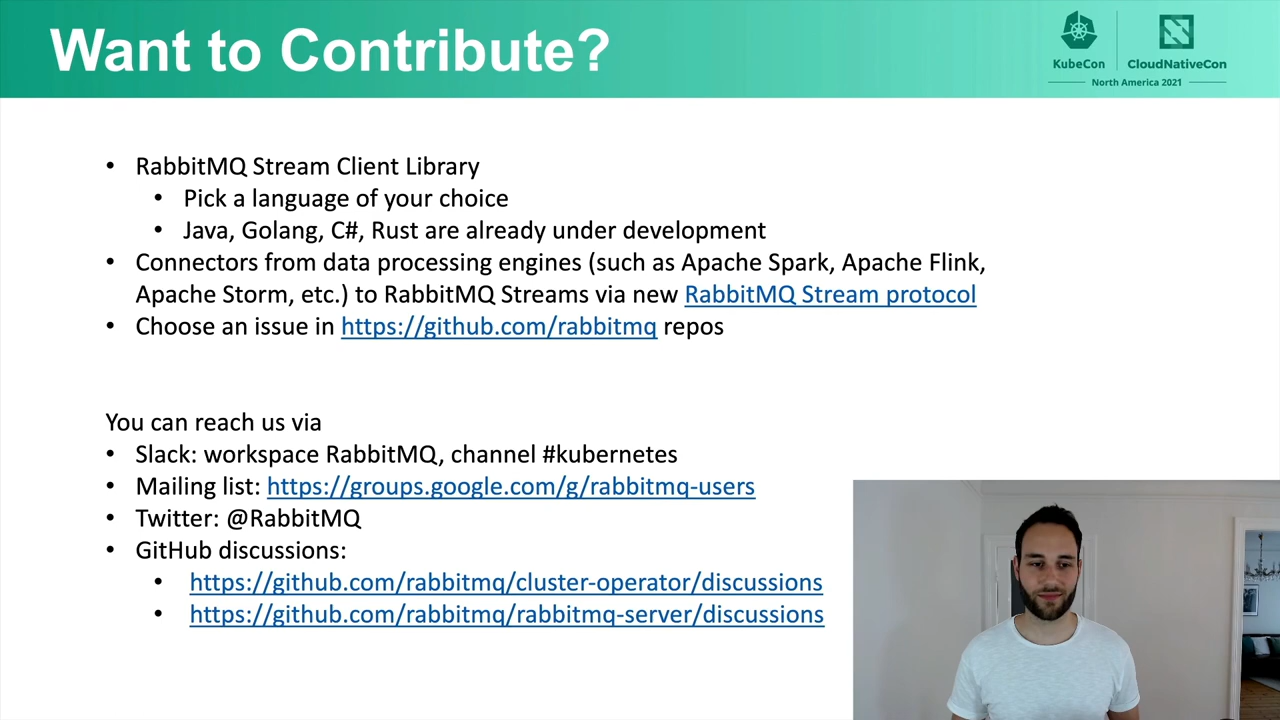 Want to Contribute?
KubeCon
CloudNativeCon
North America 2021
• RabbitMQ Stream Client Library
• Pick a language of your choice
• Java, Golang, C#, Rust are already under development
• Connectors from data processing engines (such as Apache Spark, Apache Flink,
Apache Storm, etc.) to RabbitMQ Streams via new RabbitMQ Stream protocol
• Choose an issue in https://github.com/rabbitmq repos
You can reach us via
• Slack: workspace RabbitMQ, channel #kubernetes
• Mailing list: https://groups.google.com/g/rabbitmq-users
• Twitter: @RabbitMQ
• GitHub discussions:
• https://github.com/rabbitmq/cluster-operator/discussions
• https://github.com/rabbitmq/rabbitmq-server/discussions